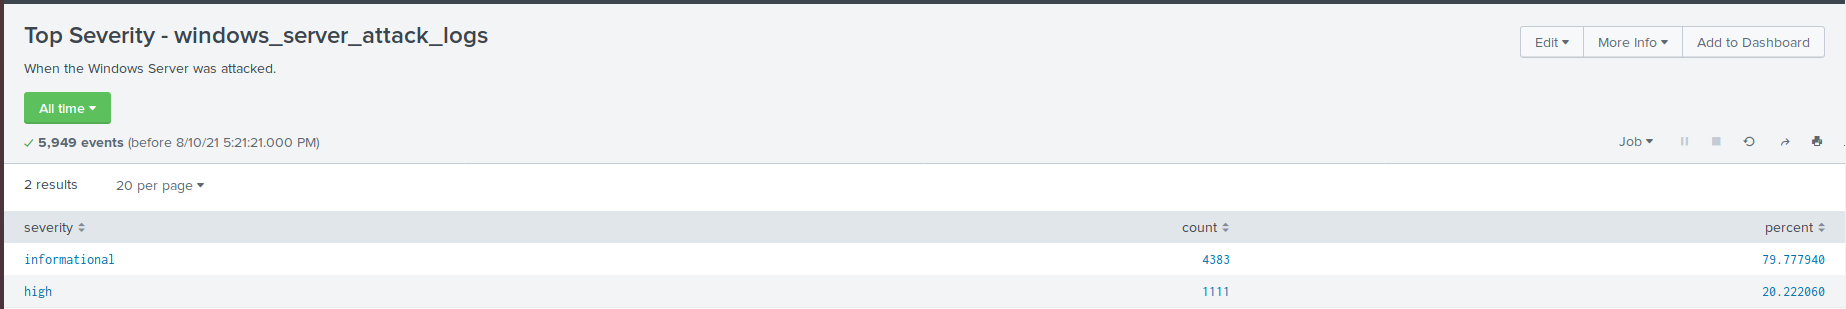 Top Severity - windows_server_attack_logs
Edit More Info Add to Dashboard
When the Windows Server was attacked.
All time
5,949 events (before 8/10/21 5:21:21.000 PM)
Job
2 results 20 per page
severity count percent
informational 4383 79.777940
high 1111 20.222060